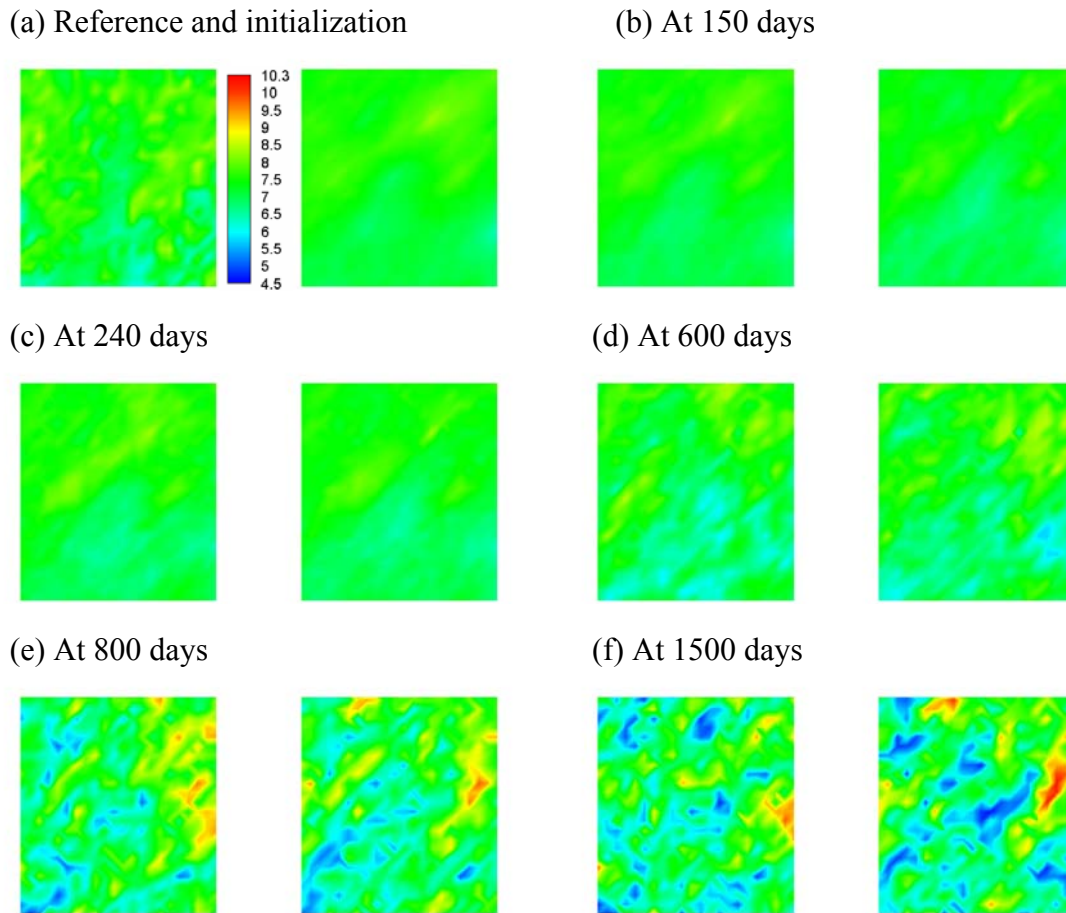 (a) Reference and initialization
(b) At 150 days
10.3
10
9.5
9
8.5
8
7.5
7
6.5
6
5.5
5
4.5
(c) At 240 days
(d) At 600 days
(e) At 800 days
(f) At 1500 days